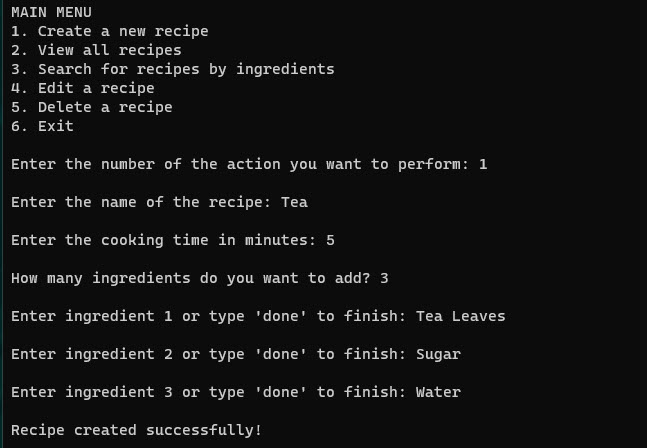 MAIN MENU
1. Create a new recipe
2. View all recipes
3. Search for recipes by ingredients
4. Edit a recipe
5. Delete a recipe
6. Exit
Enter the number of the action you want to perform: 1
Enter the name of the recipe: Tea
Enter the cooking time in minutes: 5
How many ingredients do you want to add? 3
Enter ingredient 1 or type 'done' to finish: Tea Leaves
Enter ingredient 2 or type 'done' to finish: Sugar
Enter ingredient 3 or type 'done' to finish: Water
Recipe created successfully!